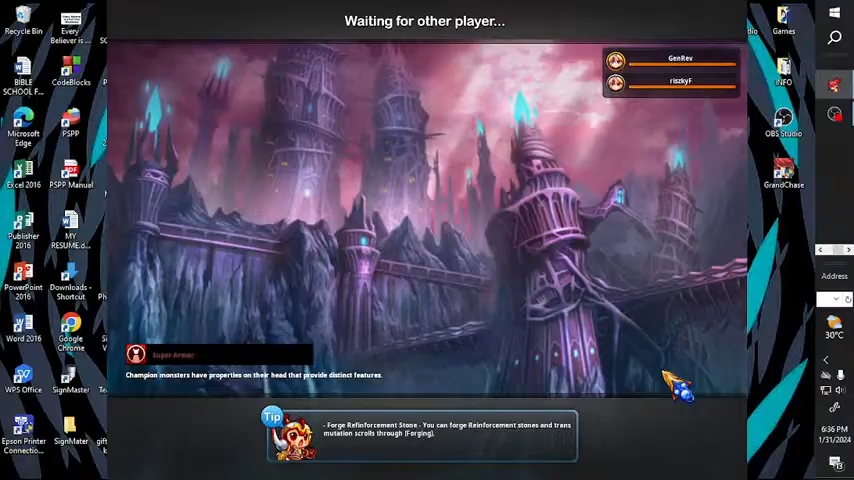 Waiting for other player...
GenRev
riszkyF
Super Armor
Champion monsters have properties on their head that provide distinct features.
Tip
- Forge Refinforcement Stone - You can forge Reinforcement stones and trans
mutation scrolls through [Forging].
Recycle Bin
Every
Believer is ...
BIBLE
SCHOOL F...
CodeBlocks
Microsoft
Edge
PSPP
Excel 2016
PSPP Manual
Publisher
2016
MY
RESUME.d...
PowerPoint
2016
Downloads -
Shortcut
Word 2016
Google
Chrome
WPS Office
SignMaster
Epson Printer
Connectio...
SignMater
Games
INFO
OBS Studio
GrandChase
Address
30°C
6:36 PM
1/31/2024
13